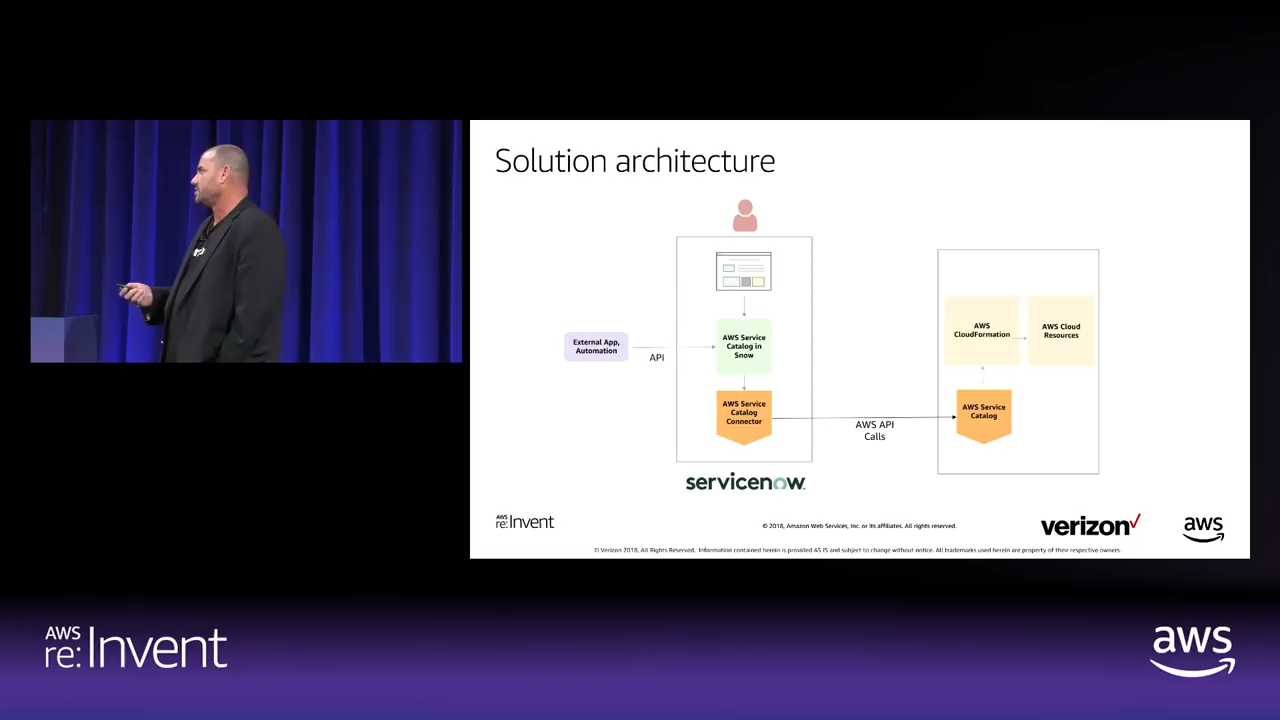 Solution architecture
External App,
Automation
API
AWS Service
Catalog in
Snow
AWS Service
Catalog
Connector
AWS API
Calls
AWS
CloudFormation
AWS Cloud
Resources
AWS Service
Catalog
servicenow
AWS
re:Invent
© 2018, Amazon Web Services, Inc. or its affiliates. All rights reserved.
verizon
aws
© Verizon 2018, All Rights Reserved. Information contained herein is provided AS IS and subject to change without notice. All trademarks used herein are property of their respective owners.
AWS
re:Invent
aws